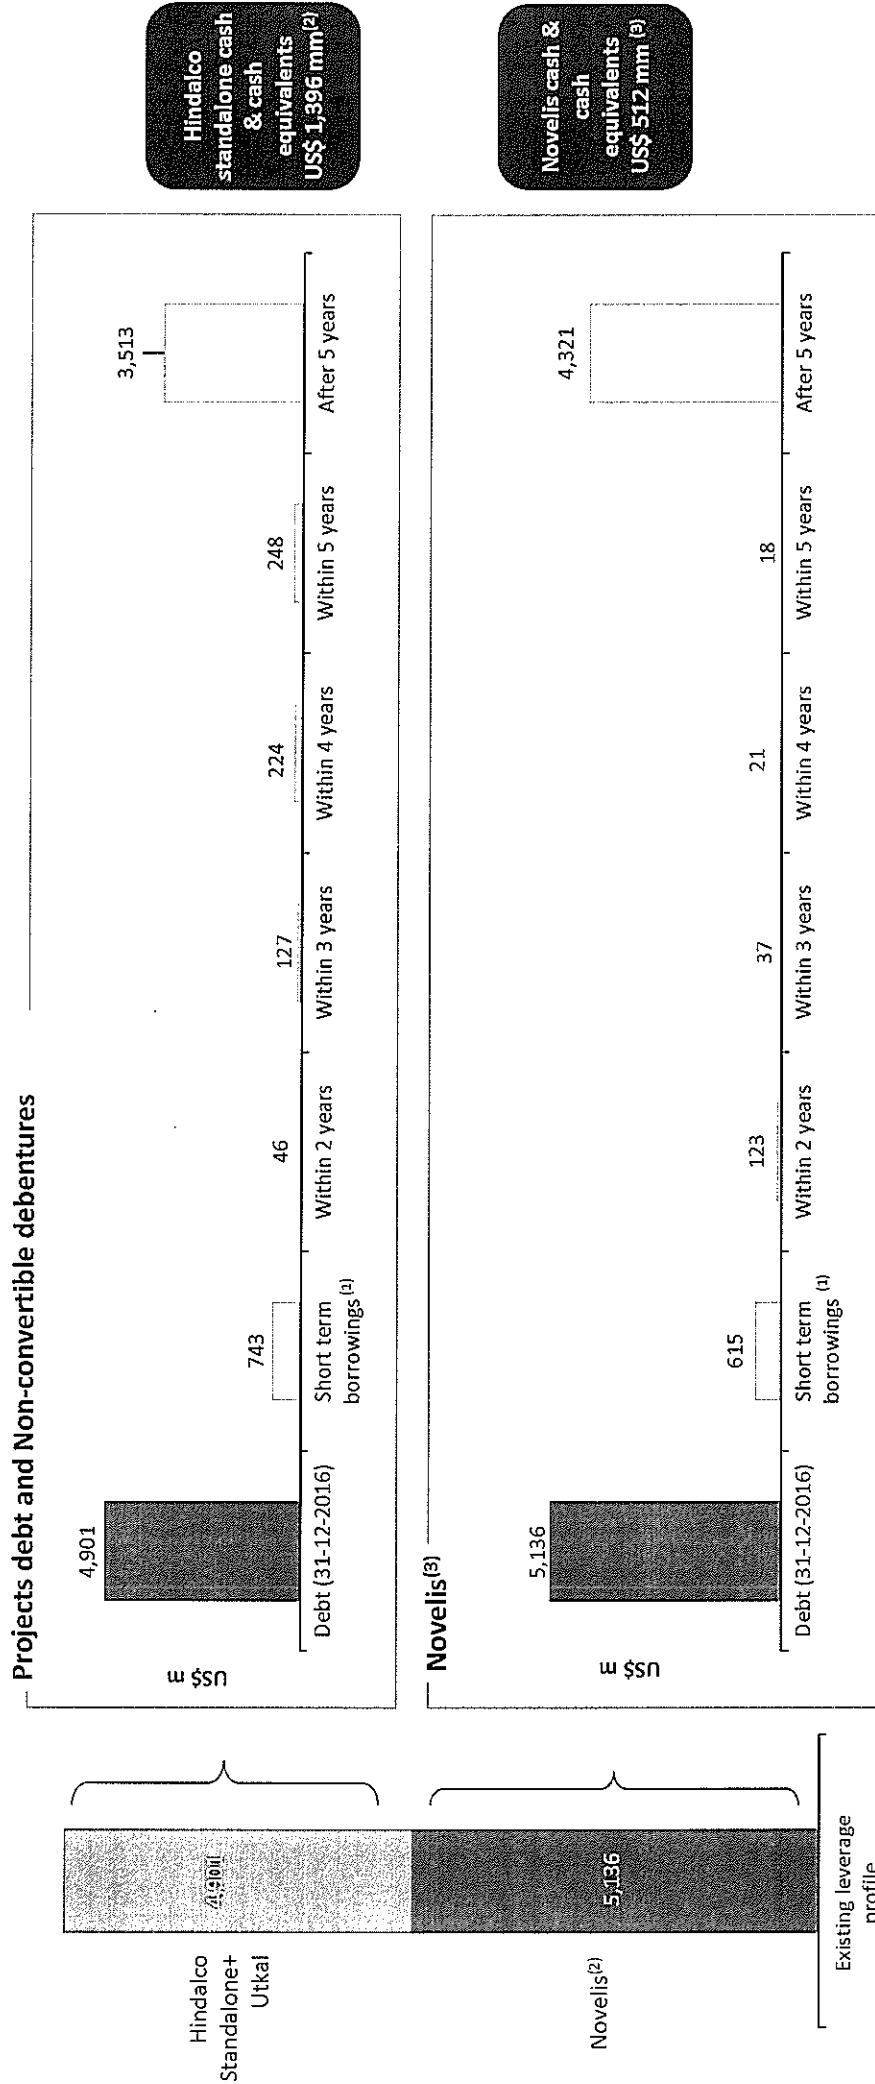 Projects debt and Non-convertible debentures
US$ m
4,901
743
46
127
224
248
3,513
Debt (31-12-2016)
Short term
borrowings(1)
Within 2 years
Within 3 years
Within 4 years
Within 5 years
After 5 years
Hindalco
standalone cash
& cash
equivalents
US$ 1,396 mm(2)
Hindalco
Standalone+
Utkal
Novelis(2)
5,136
Existing leverage
profile
Novelis(3)
US$ m
5,136
615
123
37
21
18
4,321
Debt (31-12-2016)
Short term
borrowings (1)
Within 2 years
Within 3 years
Within 4 years
Within 5 years
After 5 years
Novelis cash &
cash
equivalents
US$ 512 mm (3)